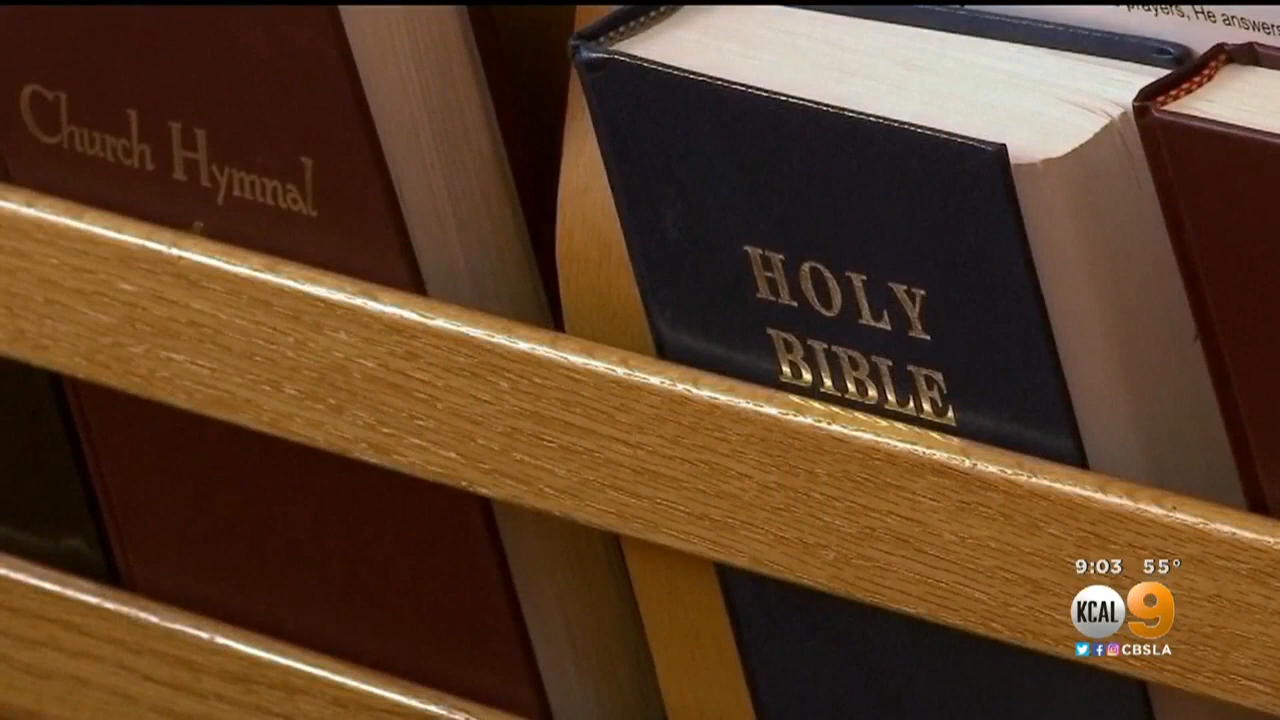 prayers, He answers
Church Hymnal
HOLY
BIBLE
9:03 55°
KCAL 9
CBSLA